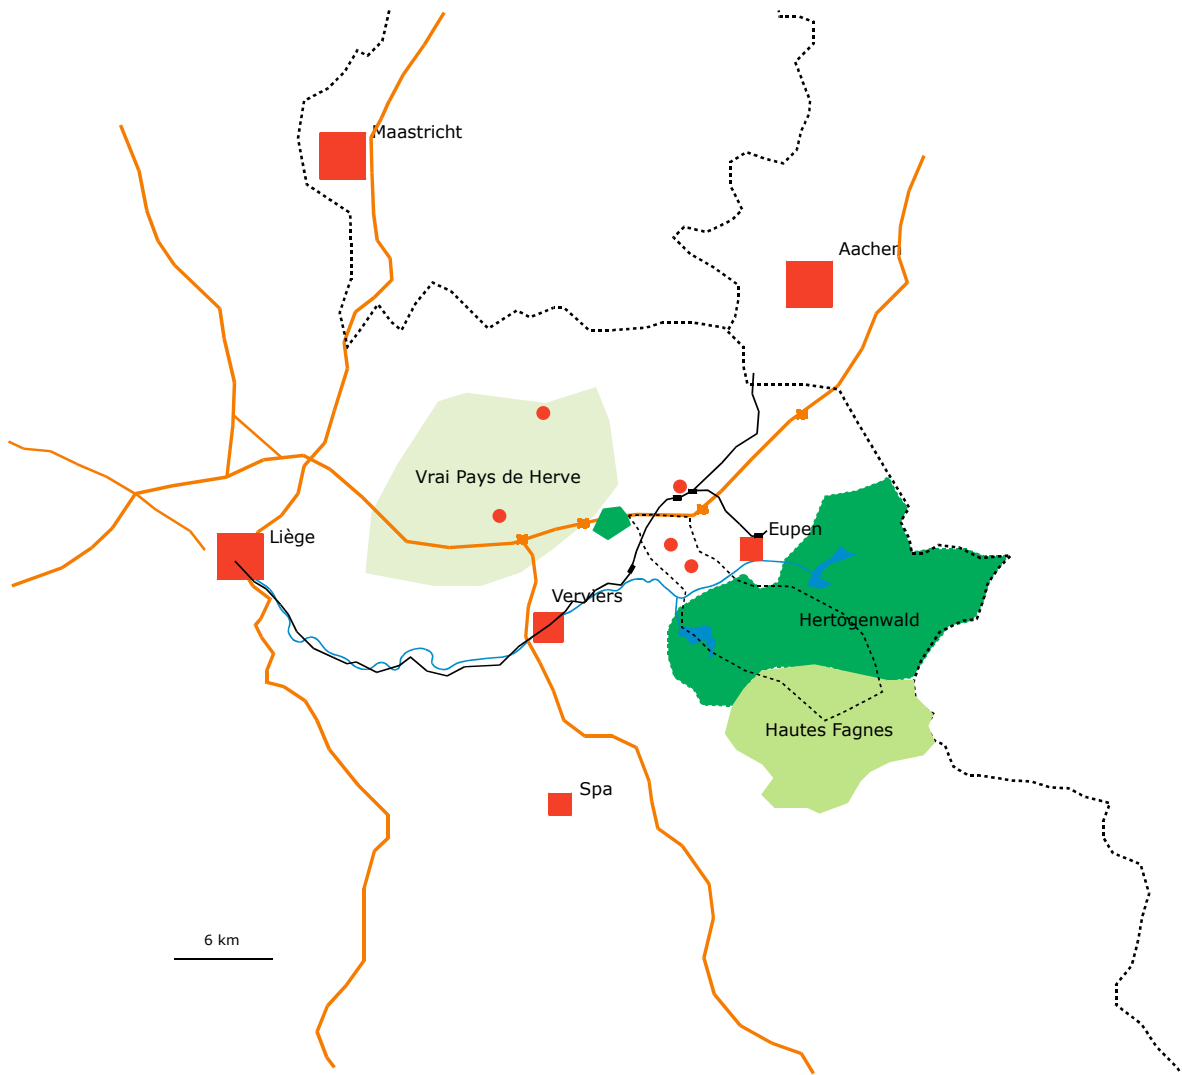 Maastricht
Aachen
Vrai Pays de Herve
Eupen
Liège
Verviers
Hertogenwald
Hautes Fagnes
Spa
6 km